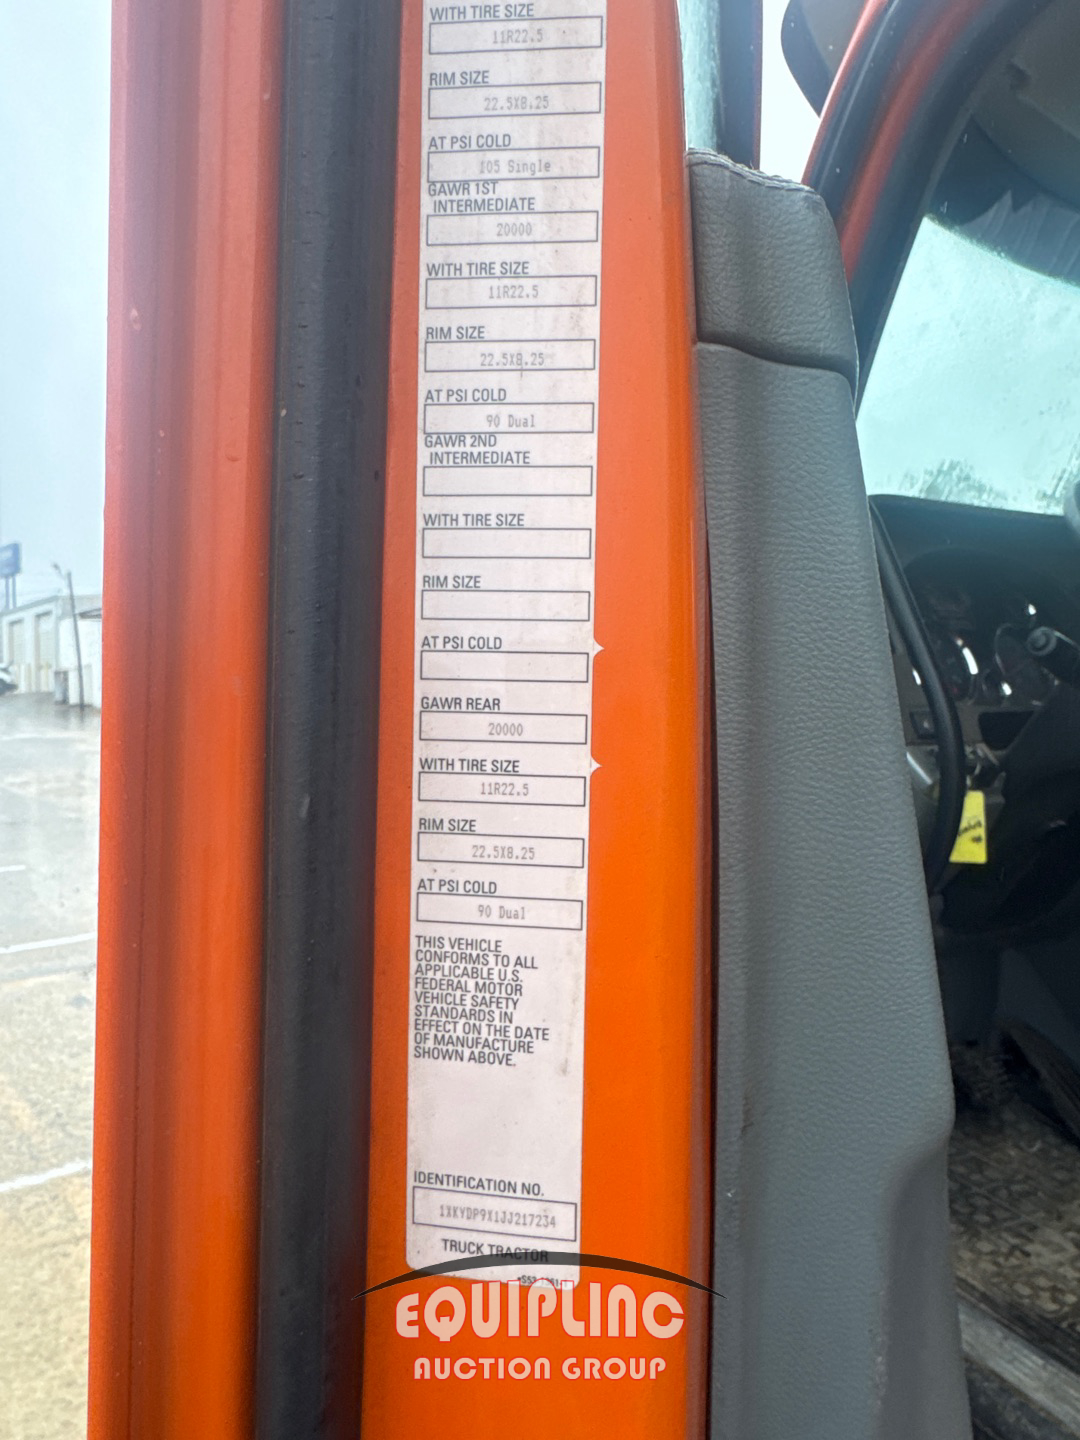 WITH TIRE SIZE
11R22.5
RIM SIZE
22.5X8.25
AT PSI COLD
105 Single
GAWR 1ST
INTERMEDIATE
20000
WITH TIRE SIZE
11R22.5
RIM SIZE
22.5X8.25
AT PSI COLD
90 Dual
GAWR 2ND
INTERMEDIATE
WITH TIRE SIZE
RIM SIZE
AT PSI COLD
GAWR REAR
20000
WITH TIRE SIZE
11R22.5
RIM SIZE
22.5X8.25
AT PSI COLD
90 Dual
THIS VEHICLE
CONFORMS TO ALL
APPLICABLE U.S.
FEDERAL MOTOR
VEHICLE SAFETY
STANDARDS IN
EFFECT ON THE DATE
OF MANUFACTURE
SHOWN ABOVE.
IDENTIFICATION NO.
1XKYDP9X1JJ217234
TRUCK TRACTOR
EQUIPLINC
AUCTION GROUP